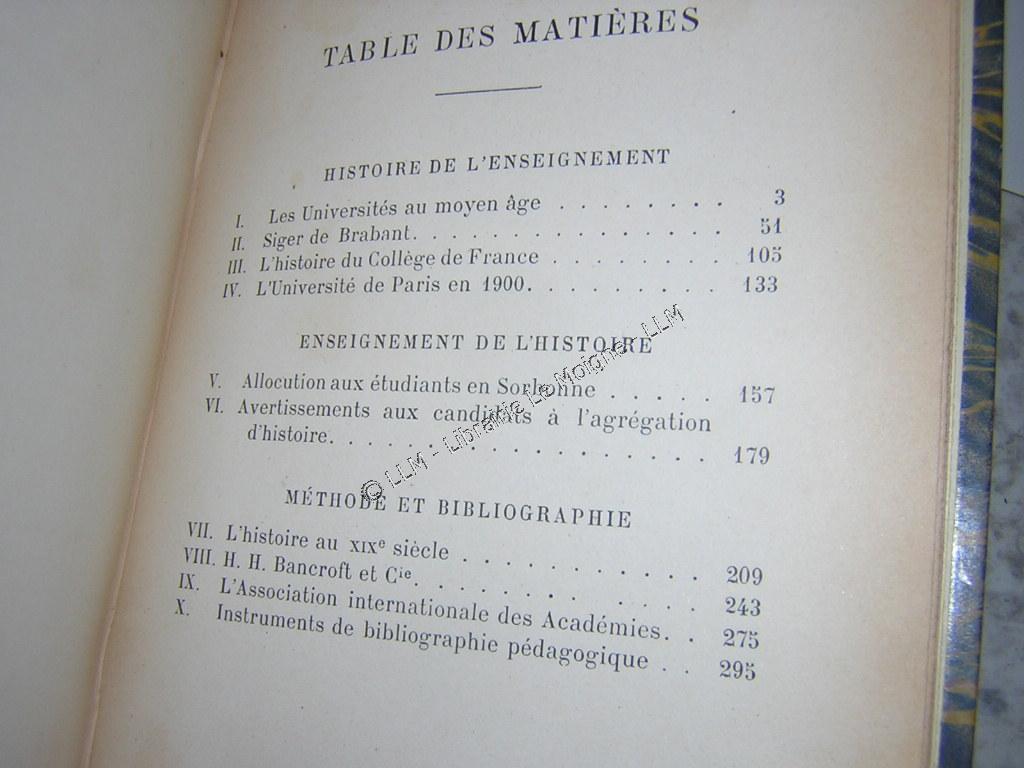 TABLE DES MATIÈRES
HISTOIRE DE L'ENSEIGNEMENT
I. Les Universités au moyen âge . . . . . . . . 3
II. Siger de Brabant. . . . . . . . . . . . . . 51
III. L'histoire du Collège de France . . . . . . . . 105
IV. L'Université de Paris en 1900. . . . . . . . . 133
ENSEIGNEMENT DE L'HISTOIRE
V. Allocution aux étudiants en Sorbonne . . . . . 157
VI. Avertissements aux candidats à l'agrégation
d'histoire. . . . . . . . . . . . . . . . 179
MÉTHODE ET BIBLIOGRAPHIE
VII. L'histoire au XIXe siècle . . . . . . . . . . . 209
VIII. H. H. Bancroft et Cie. . . . . . . . . . . 243
IX. L'Association internationale des Académies. . 275
X. Instruments de bibliographie pédagogique . . 295
© LLM - Librairie Le Moigne, LLM